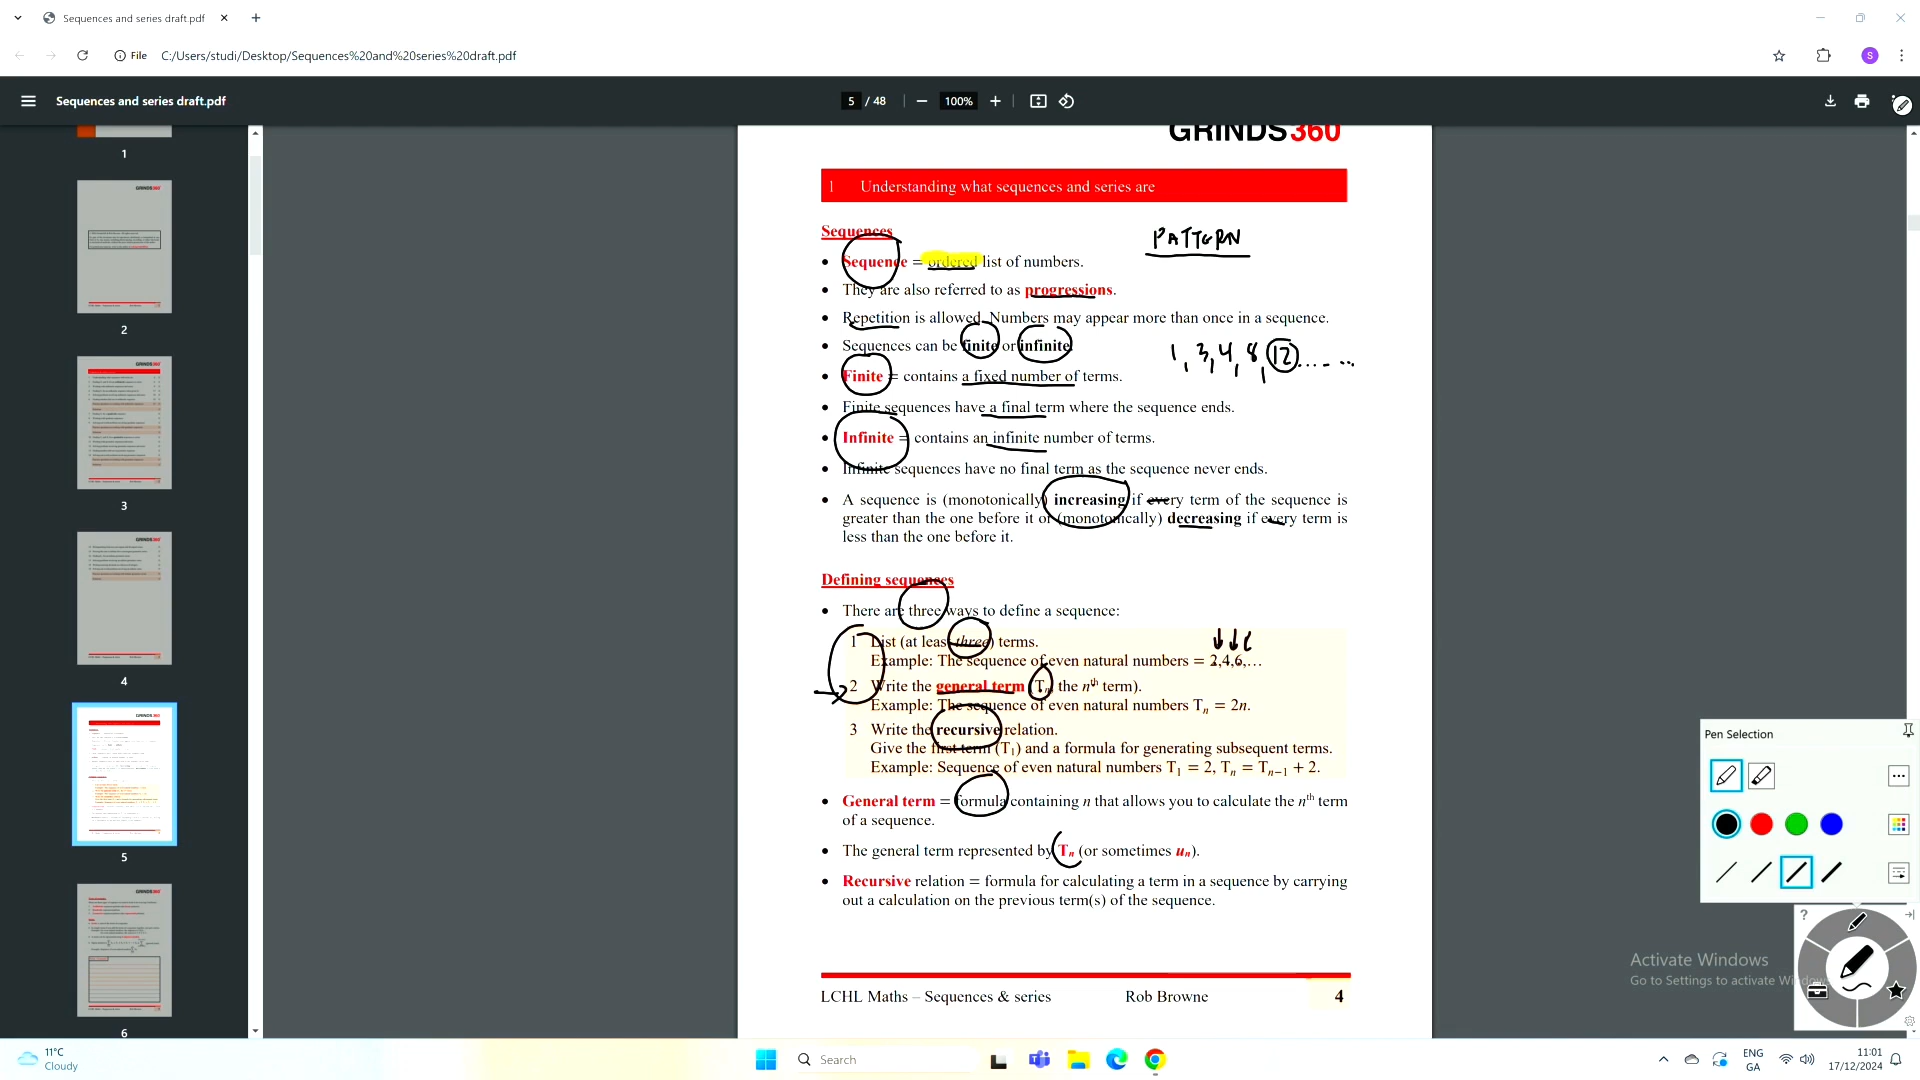 Sequences and series draft.pdf
File C:/Users/studi/Desktop/Sequences%20and%20series%20draft.pdf
S
Sequences and series draft.pdf
5 / 48
100%
1
2
3
4
5
6
GRINDS360
1 Understanding what sequences and series are
Sequences
PATTERN
• Sequence = ordered list of numbers.
• They are also referred to as progressions.
• Repetition is allowed. Numbers may appear more than once in a sequence.
• Sequences can be finite or infinite.
1, 3, 4, 8, 12 .... - ..
• Finite = contains a fixed number of terms.
• Finite sequences have a final term where the sequence ends.
• Infinite = contains an infinite number of terms.
• Infinite sequences have no final term as the sequence never ends.
• A sequence is (monotonically) increasing if every term of the sequence is
greater than the one before it or (monotonically) decreasing if every term is
less than the one before it.
Defining sequences
• There are three ways to define a sequence:
1 List (at least three) terms.
Example: The sequence of even natural numbers = 2,4,6,…
2 Write the general term (Tn, the nth term).
Example: The sequence of even natural numbers Tn = 2n.
3 Write the recursive relation.
Give the first term (T1) and a formula for generating subsequent terms.
Example: Sequence of even natural numbers T1 = 2, Tn = Tn−1 + 2.
• General term = formula containing n that allows you to calculate the nth term
of a sequence.
• The general term represented by Tn (or sometimes un).
• Recursive relation = formula for calculating a term in a sequence by carrying
out a calculation on the previous term(s) of the sequence.
LCHL Maths – Sequences & series Rob Browne 4
Pen Selection
?
Activate Windows
Go to Settings to activate Windows
11°C
Cloudy
Search
ENG
GA
11:01
17/12/2024